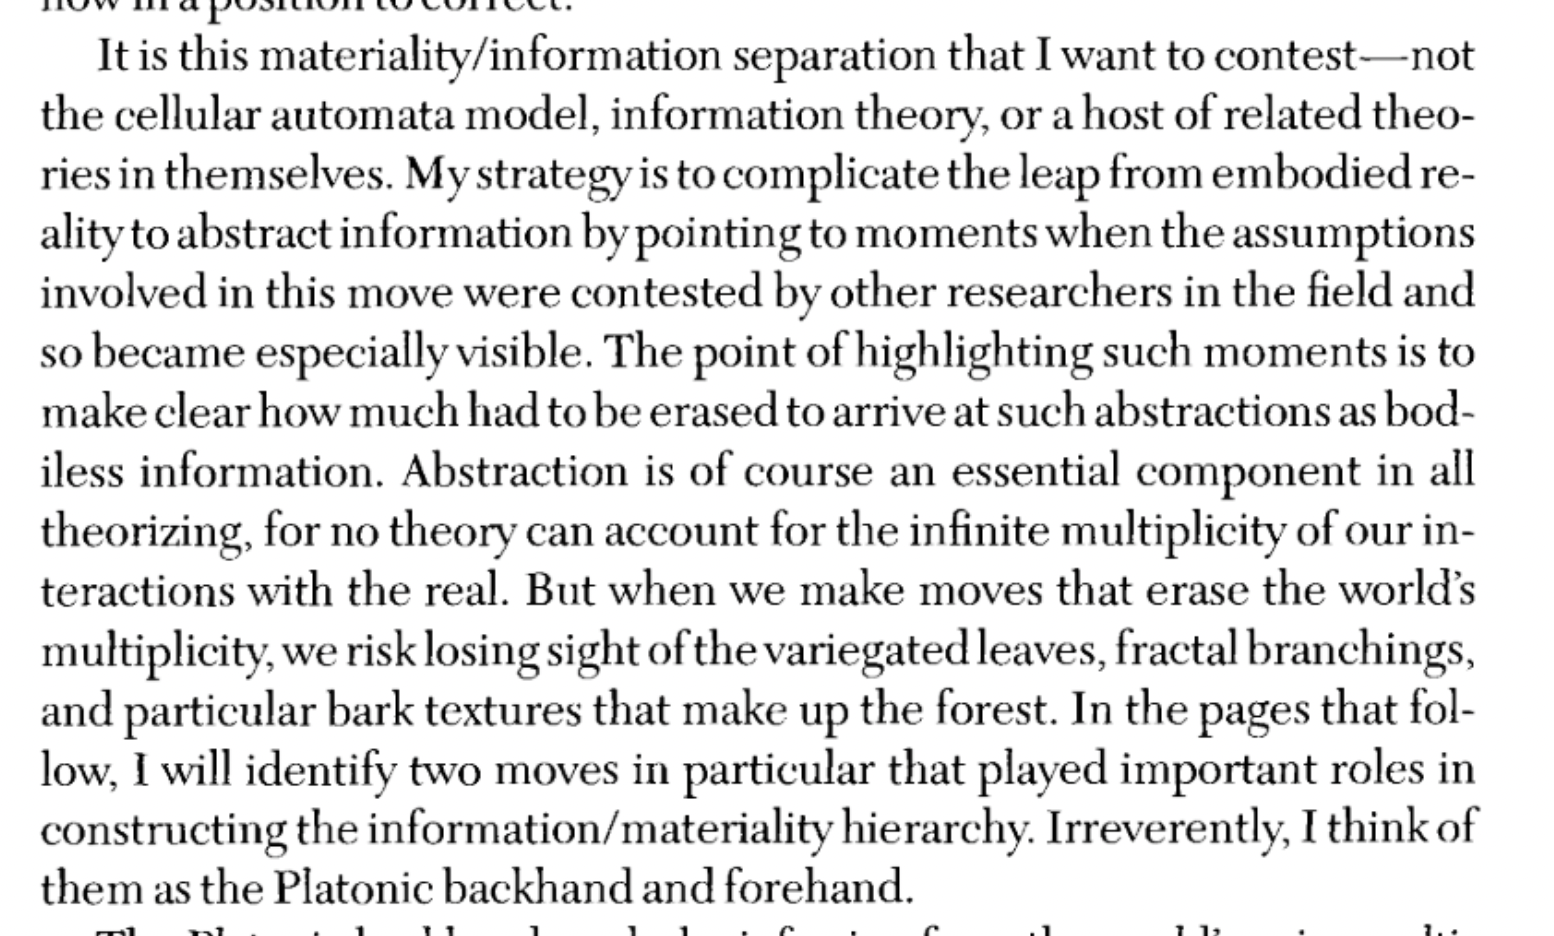 now in a position to correct.
It is this materiality/information separation that I want to contest—not
the cellular automata model, information theory, or a host of related theo-
ries in themselves. My strategy is to complicate the leap from embodied re-
ality to abstract information by pointing to moments when the assumptions
involved in this move were contested by other researchers in the field and
so became especially visible. The point of highlighting such moments is to
make clear how much had to be erased to arrive at such abstractions as bod-
iless information. Abstraction is of course an essential component in all
theorizing, for no theory can account for the infinite multiplicity of our in-
teractions with the real. But when we make moves that erase the world's
multiplicity, we risk losing sight of the variegated leaves, fractal branchings,
and particular bark textures that make up the forest. In the pages that fol-
low, I will identify two moves in particular that played important roles in
constructing the information/materiality hierarchy. Irreverently, I think of
them as the Platonic backhand and forehand.